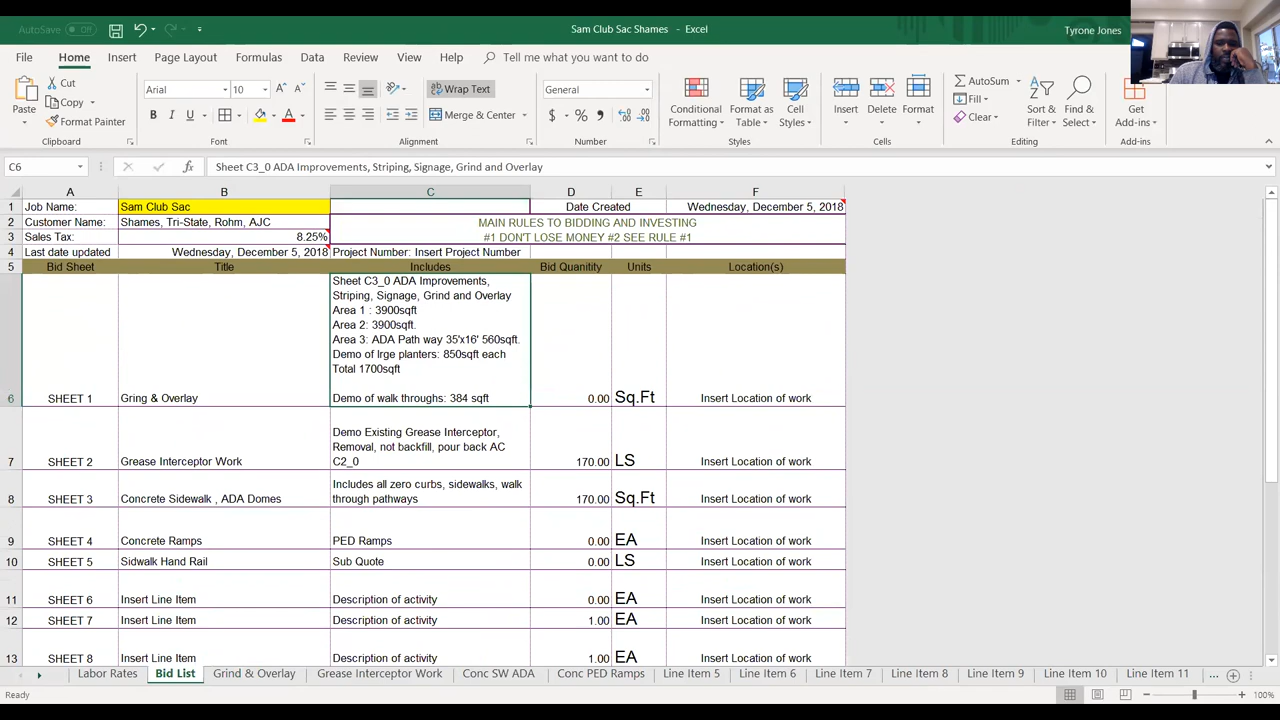 AutoSave Off Sam Club Sac Shames - Excel Tyrone Jones
File Home Insert Page Layout Formulas Data Review View Help Tell me what you want to do
Paste Cut Copy Format Painter Clipboard
Arial 10 A A B I U A Font
Wrap Text Merge & Center Alignment
General $ % , Number
Conditional Formatting Format as Table Cell Styles Styles
Insert Delete Format Cells
AutoSum Fill Clear Sort & Filter Find & Select Editing
Get Add-ins Add-ins
C6 fx Sheet C3_0 ADA Improvements, Striping, Signage, Grind and Overlay
A B C D E F
1 Job Name: Sam Club Sac Date Created Wednesday, December 5, 2018
2 Customer Name: Shames, Tri-State, Rohm, AJC MAIN RULES TO BIDDING AND INVESTING
3 Sales Tax: 8.25% #1 DON'T LOSE MONEY #2 SEE RULE #1
4 Last date updated Wednesday, December 5, 2018 Project Number: Insert Project Number
5 Bid Sheet Title Includes Bid Quanitity Units Location(s)
Sheet C3_0 ADA Improvements,
Striping, Signage, Grind and Overlay
Area 1 : 3900sqft
Area 2: 3900sqft.
Area 3: ADA Path way 35'x16' 560sqft.
Demo of lrge planters: 850sqft each
Total 1700sqft
6 SHEET 1 Gring & Overlay Demo of walk throughs: 384 sqft 0.00 Sq.Ft Insert Location of work
Demo Existing Grease Interceptor,
Removal, not backfill, pour back AC
7 SHEET 2 Grease Interceptor Work C2_0 170.00 LS Insert Location of work
Includes all zero curbs, sidewalks, walk
8 SHEET 3 Concrete Sidewalk , ADA Domes through pathways 170.00 Sq.Ft Insert Location of work
9 SHEET 4 Concrete Ramps PED Ramps 0.00 EA Insert Location of work
10 SHEET 5 Sidwalk Hand Rail Sub Quote 0.00 LS Insert Location of work
11 SHEET 6 Insert Line Item Description of activity 0.00 EA Insert Location of work
12 SHEET 7 Insert Line Item Description of activity 1.00 EA Insert Location of work
13 SHEET 8 Insert Line Item Description of activity 1.00 EA Insert Location of work
Labor Rates Bid List Grind & Overlay Grease Interceptor Work Conc SW ADA Conc PED Ramps Line Item 5 Line Item 6 Line Item 7 Line Item 8 Line Item 9 Line Item 10 Line Item 11 ...
Ready 100%